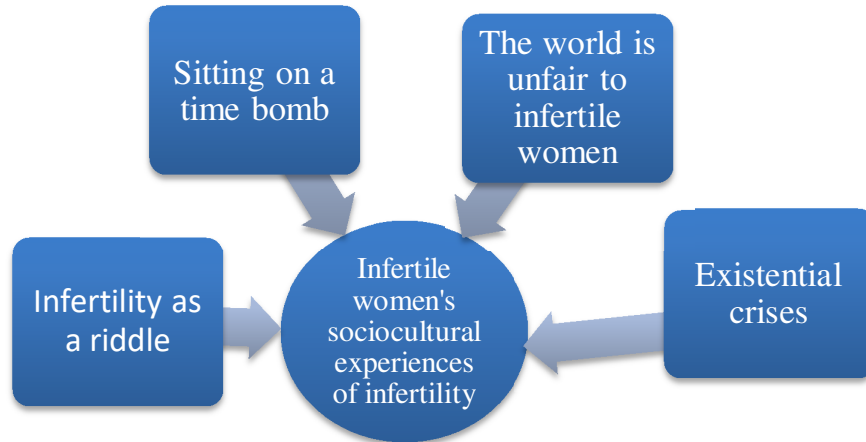 Sitting on a
time bomb
The world is
unfair to
infertile
women
Infertility as
a riddle
Infertile
women's
sociocultural
experiences
of infertility
Existential
crises